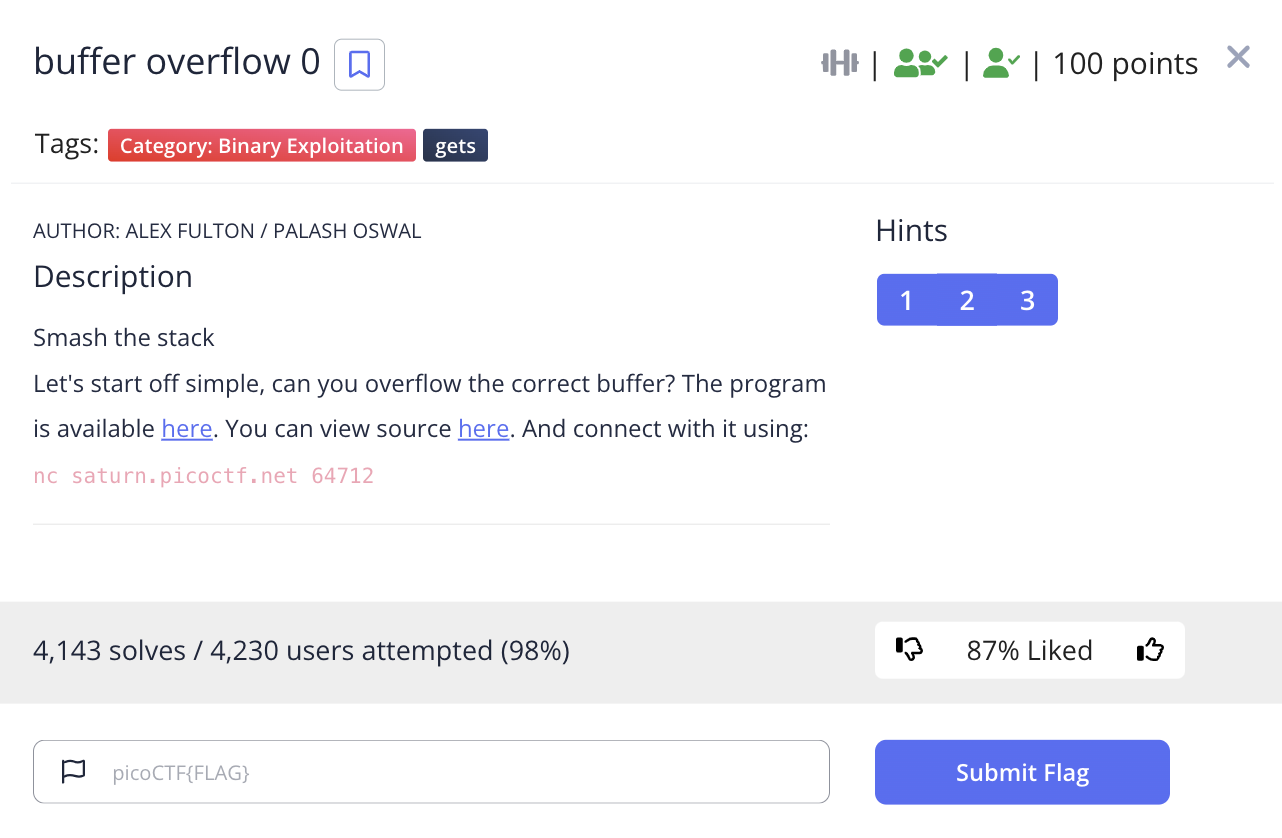 buffer overflow 0
| | | 100 points
Tags: Category: Binary Exploitation gets
AUTHOR: ALEX FULTON / PALASH OSWAL
Hints
Description
1 2 3
Smash the stack
Let's start off simple, can you overflow the correct buffer? The program
is available here. You can view source here. And connect with it using:
nc saturn.picoctf.net 64712
4,143 solves / 4,230 users attempted (98%)
87% Liked
picoCTF{FLAG}
Submit Flag